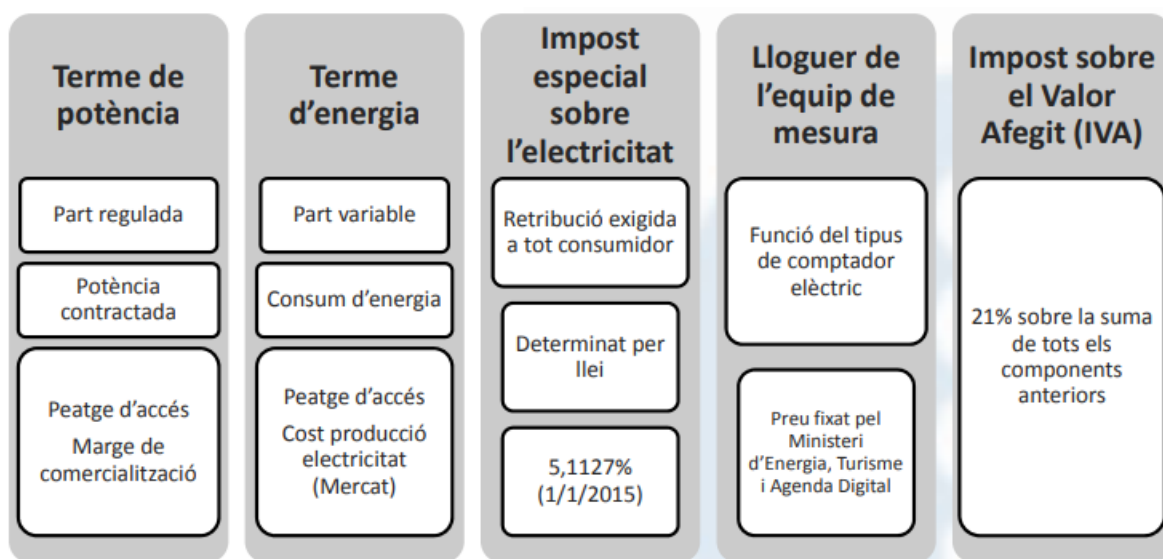 Terme de
potència
Part regulada
Potència
contractada
Peatge d'accés
Marge de
comercialització
Terme
d'energia
Part variable
Consum d'energia
Peatge d'accés
Cost producció
electricitat
(Mercat)
Impost
especial
sobre
l'electricitat
Retribució exigida
a tot consumidor
Determinat per
llei
5,1127%
(1/1/2015)
Lloguer de
l'equip de
mesura
Funció del tipus
de comptador
elèctric
Preu fixat pel
Ministeri
d'Energia, Turisme
i Agenda Digital
Impost sobre
el Valor
Afegit (IVA)
21% sobre la suma
de tots els
components
anteriors